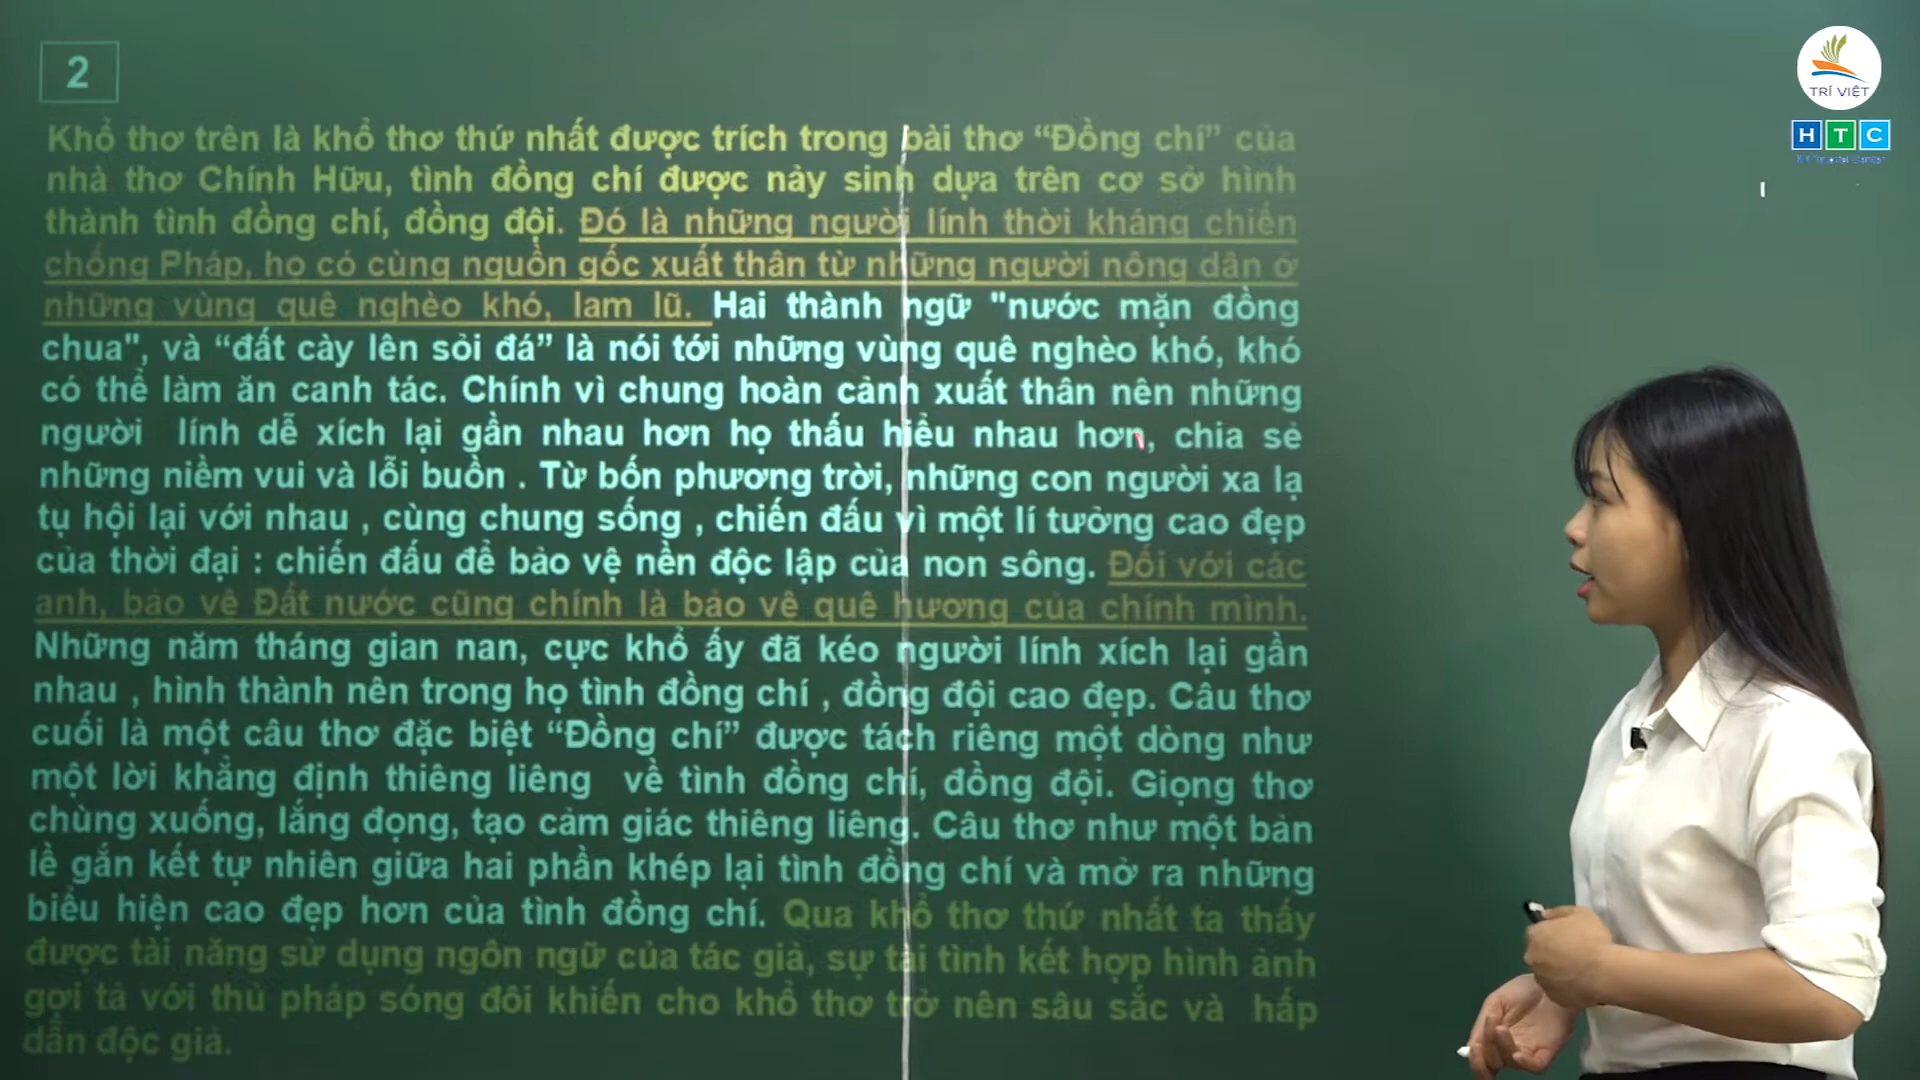 2
TRÍ VIỆT
H T C
Khổ thơ trên là khổ thơ thứ nhất được trích trong bài thơ “Đồng chí” của
nhà thơ Chính Hữu, tình đồng chí được nảy sinh dựa trên cơ sở hình
thành tình đồng chí, đồng đội. Đó là những người lính thời kháng chiến
chống Pháp, họ có cùng nguồn gốc xuất thân từ những người nông dân ở
những vùng quê nghèo khó, lam lũ. Hai thành ngữ "nước mặn đồng
chua", và “đất cày lên sỏi đá” là nói tới những vùng quê nghèo khó, khó
có thể làm ăn canh tác. Chính vì chung hoàn cảnh xuất thân nên những
người lính dễ xích lại gần nhau hơn họ thấu hiểu nhau hơn, chia sẻ
những niềm vui và lỗi buồn . Từ bốn phương trời, những con người xa lạ
tụ hội lại với nhau , cùng chung sống , chiến đấu vì một lí tưởng cao đẹp
của thời đại : chiến đấu để bảo vệ nền độc lập của non sông. Đối với các
anh, bảo vệ Đất nước cũng chính là bảo vệ quê hương của chính mình.
Những năm tháng gian nan, cực khổ ấy đã kéo người lính xích lại gần
nhau , hình thành nên trong họ tình đồng chí , đồng đội cao đẹp. Câu thơ
cuối là một câu thơ đặc biệt “Đồng chí” được tách riêng một dòng như
một lời khẳng định thiêng liêng về tình đồng chí, đồng đội. Giọng thơ
chùng xuống, lắng đọng, tạo cảm giác thiêng liêng. Câu thơ như một bản
lề gắn kết tự nhiên giữa hai phần khép lại tình đồng chí và mở ra những
biểu hiện cao đẹp hơn của tình đồng chí. Qua khổ thơ thứ nhất ta thấy
được tài năng sử dụng ngôn ngữ của tác giả, sự tài tình kết hợp hình ảnh
gợi tả với thủ pháp sóng đôi khiến cho khổ thơ trở nên sâu sắc và hấp
dẫn độc giả.